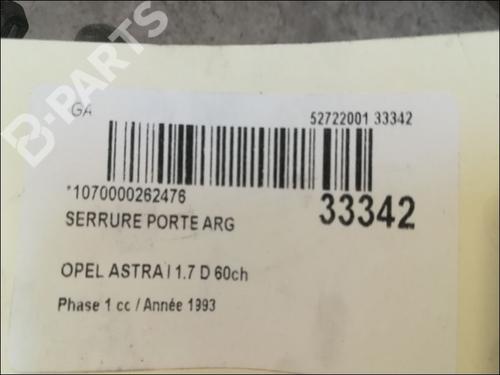 B-PARTS
GA
52722001 33342
*1070000262476
33342
SERRURE PORTE ARG
OPEL ASTRA I 1.7 D 60ch
Phase 1 cc / Année 1993